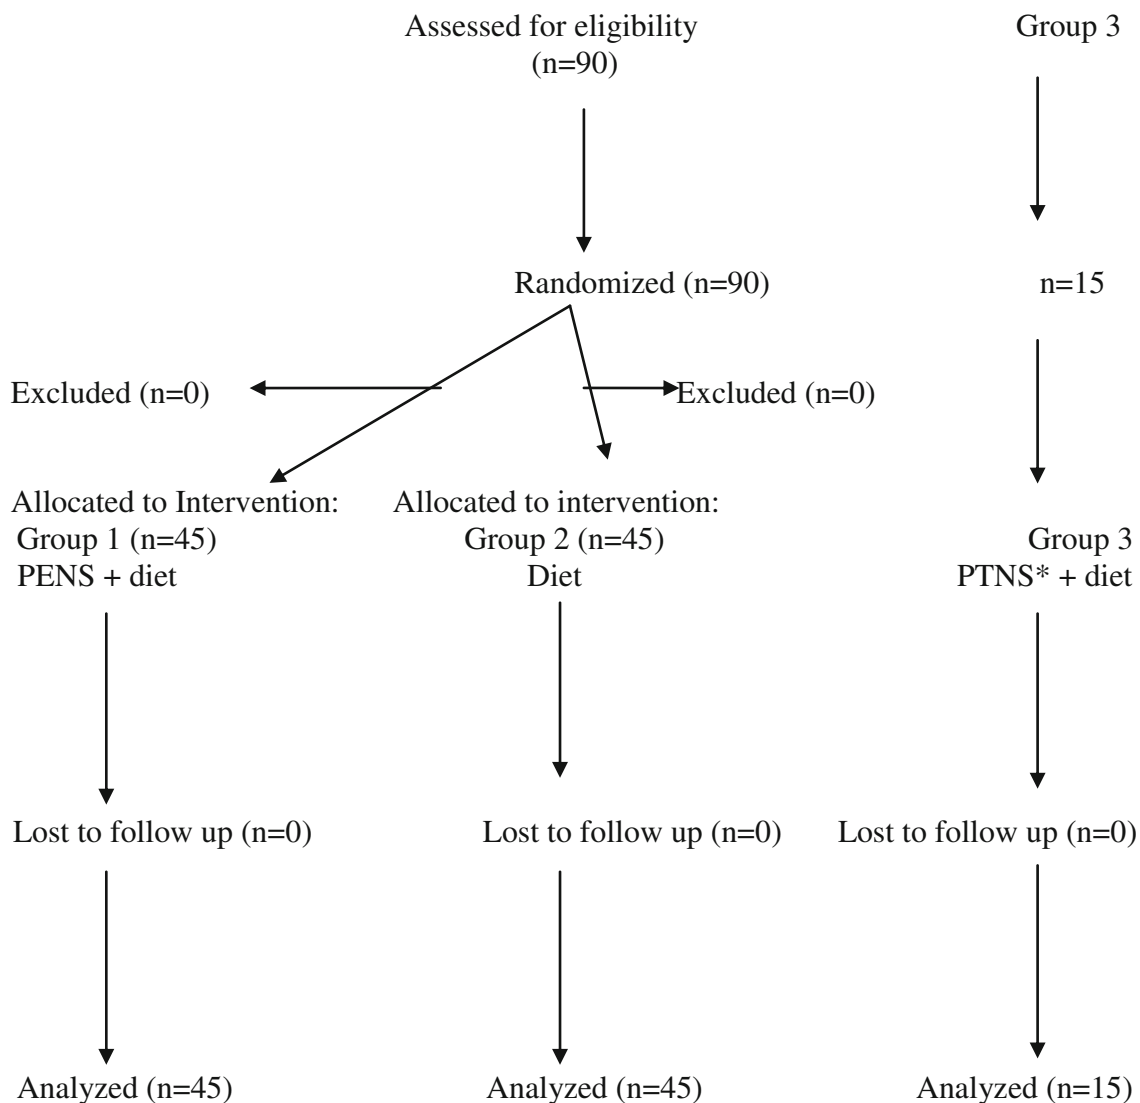 Assessed for eligibility
(n=90)
Group 3
Randomized (n=90)
n=15
Excluded (n=0)
Excluded (n=0)
Allocated to Intervention:
Group 1 (n=45)
PENS + diet
Allocated to intervention:
Group 2 (n=45)
Diet
Group 3
PTNS* + diet
Lost to follow up (n=0)
Lost to follow up (n=0)
Lost to follow up (n=0)
Analyzed (n=45)
Analyzed (n=45)
Analyzed (n=15)